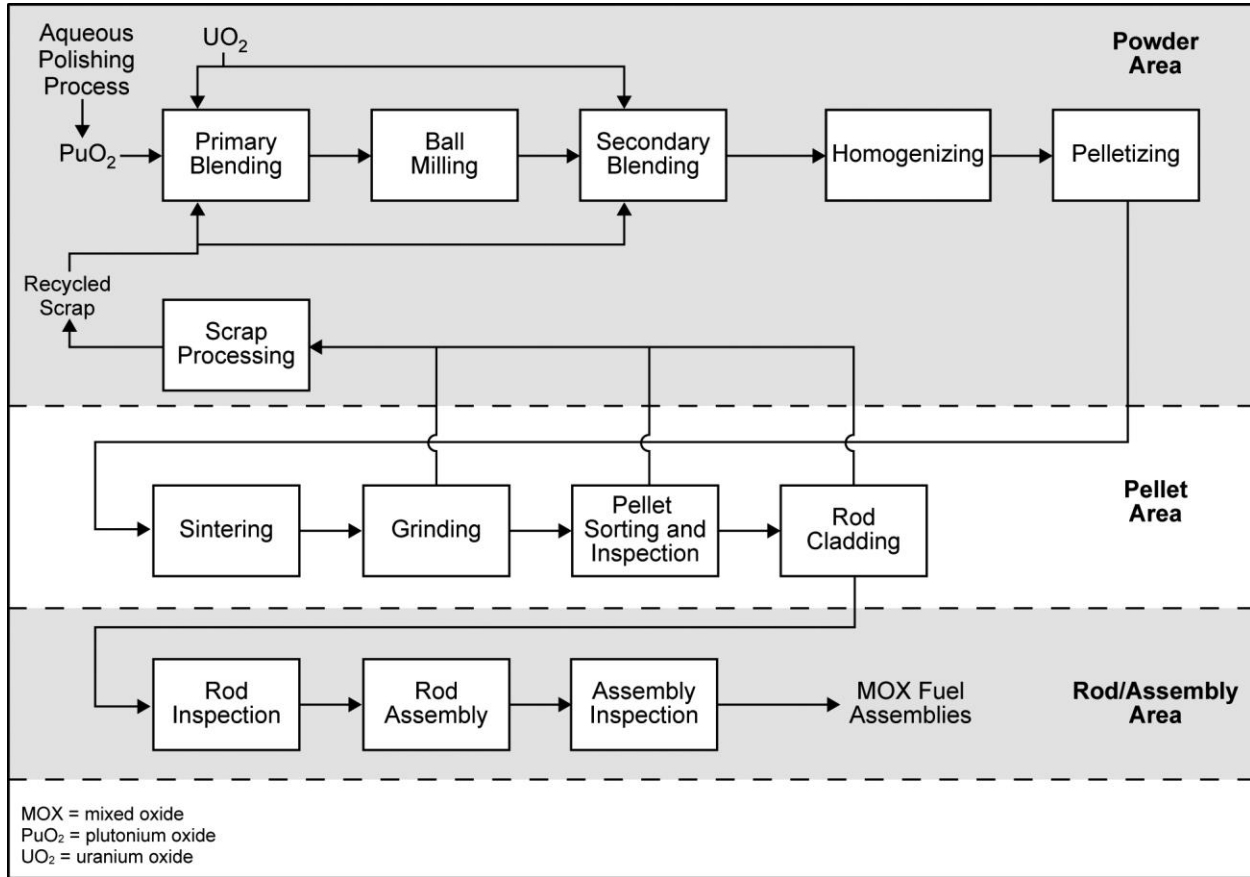 Aqueous
Polishing
Process
UO₂
Powder
Area
PuO₂
Primary
Blending
Ball
Milling
Secondary
Blending
Homogenizing
Pelletizing
Recycled
Scrap
Scrap
Processing
Pellet
Area
Sintering
Grinding
Pellet
Sorting and
Inspection
Rod
Cladding
Rod
Inspection
Rod
Assembly
Assembly
Inspection
MOX Fuel
Assemblies
Rod/Assembly
Area
MOX = mixed oxide
PuO₂ = plutonium oxide
UO₂ = uranium oxide